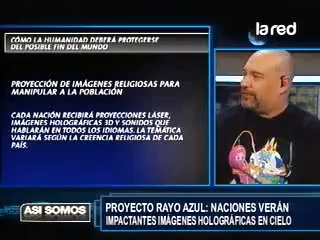 la red
CÓMO LA HUMANIDAD DEBERÁ PROTEGERSE
DEL POSIBLE FIN DEL MUNDO
PROYECCIÓN DE IMÁGENES RELIGIOSAS PARA
MANIPULAR A LA POBLACIÓN
CADA NACIÓN RECIBIRÁ PROYECCIONES LÁSER,
IMÁGENES HOLOGRÁFICAS 3D Y SONIDOS QUE
HABLARÁN EN TODOS LOS IDIOMAS. LA TEMÁTICA
VARIARÁ SEGÚN LA CREENCIA RELIGIOSA DE CADA
PAÍS.
ASI SOMOS
PROYECTO RAYO AZUL: NACIONES VERÁN
IMPACTANTES IMÁGENES HOLOGRÁFICAS EN CIELO